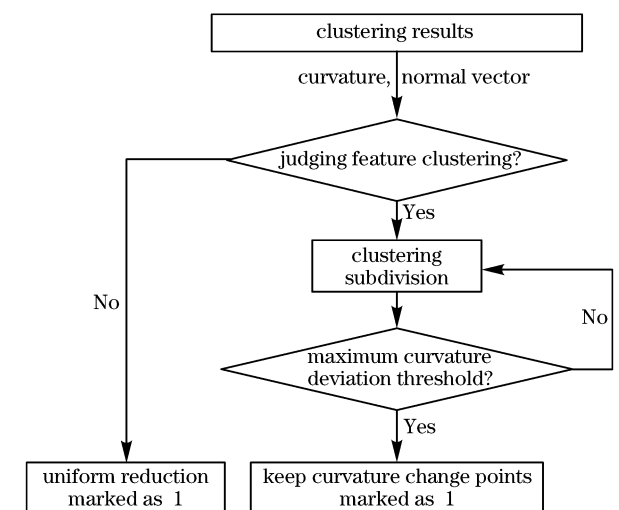 clustering results
curvature, normal vector
judging feature clustering?
Yes
clustering
subdivision
No
No
maximum curvature
deviation threshold?
Yes
uniform reduction
marked as 1
keep curvature change points
marked as 1